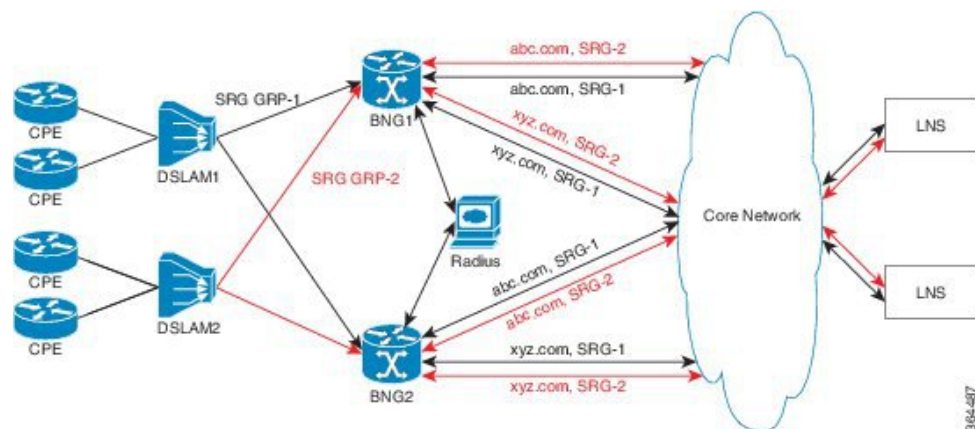 abc.com, SRG-2
abc.com, SRG-1
SRG GRP-1
BNG1
CPE
CPE
DSLAM1
xyz.com, SRG-2
xyz.com, SRG-1
SRG GRP-2
LNS
Core Network
Radius
CPE
CPE
DSLAM2
abc.com, SRG-1
abc.com, SRG-2
LNS
xyz.com, SRG-1
xyz.com, SRG-2
BNG2
364487